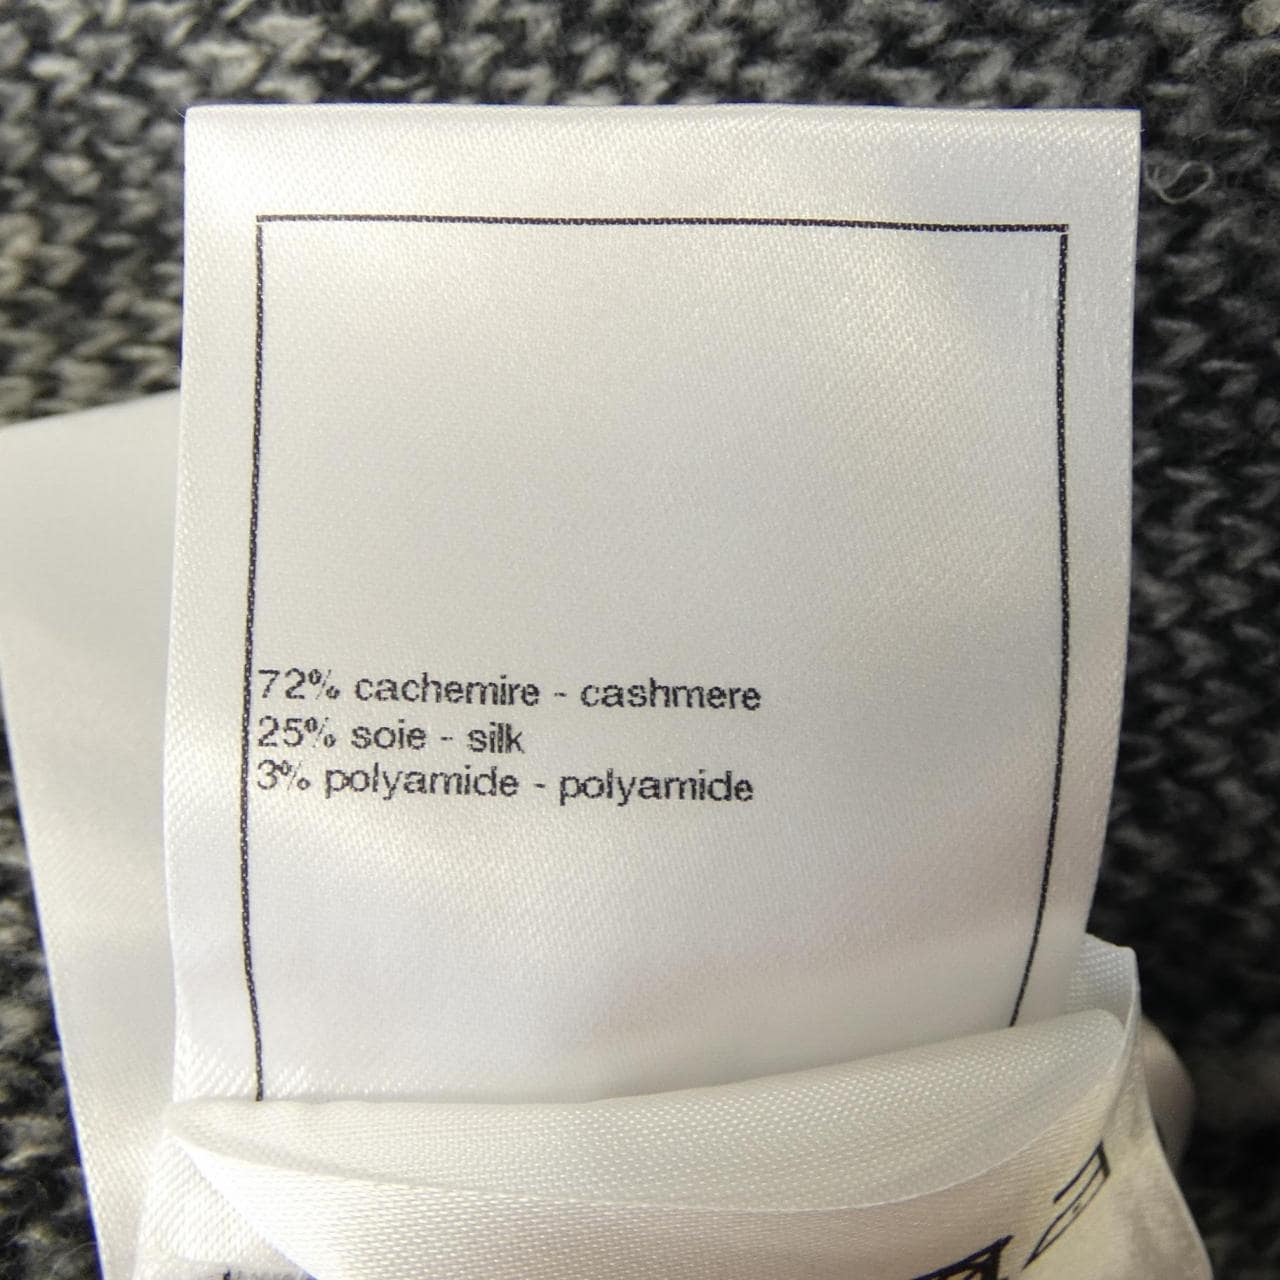 72% cachemire - cashmere
25% soie - silk
3% polyamide - polyamide